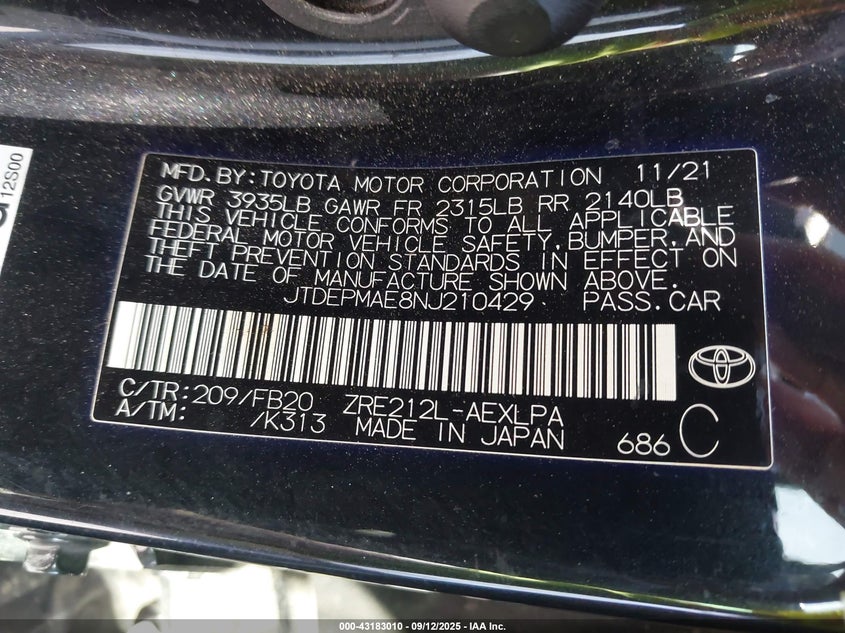 12S00
MFD.BY:TOYOTA MOTOR CORPORATION 11/21
GVWR 3935LB GAWR FR 2315LB RR 2140LB
THIS VEHICLE CONFORMS TO ALL APPLICABLE
FEDERAL MOTOR VEHICLE SAFETY,BUMPER,AND
THEFT PREVENTION STANDARDS IN EFFECT ON
THE DATE OF MANUFACTURE SHOWN ABOVE.
JTDEPMAE8NJ210429 PASS.CAR
C/TR:209/FB20 ZRE212L-AEXLPA
A/TM: /K313 MADE IN JAPAN
686 C
000-43183010 - 09/12/2025 - IAA Inc.